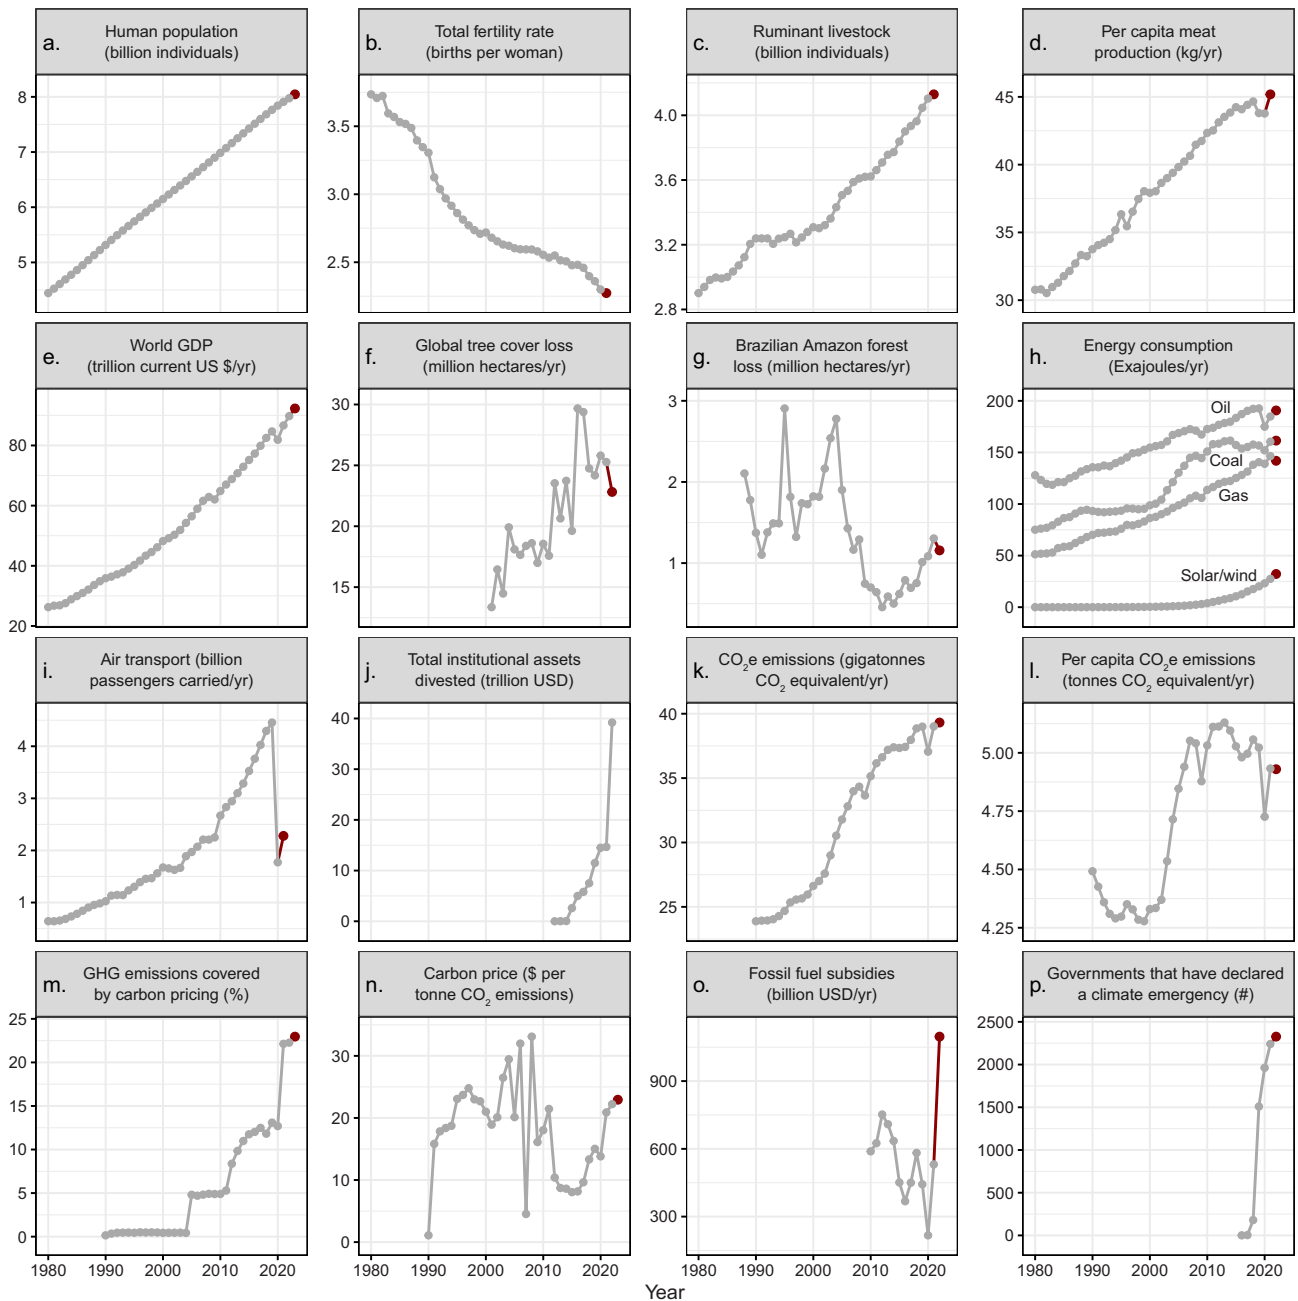 a. Human population
(billion individuals)
b. Total fertility rate
(births per woman)
c. Ruminant livestock
(billion individuals)
d. Per capita meat
production (kg/yr)
8
7
6
5
3.5
3.0
2.5
4.0
3.6
3.2
2.8
45
40
35
30
e. World GDP
(trillion current US $/yr)
f. Global tree cover loss
(million hectares/yr)
g. Brazilian Amazon forest
loss (million hectares/yr)
h. Energy consumption
(Exajoules/yr)
80
60
40
20
30
25
20
15
3
2
1
200
150
100
50
0
Oil
Coal
Gas
Solar/wind
i. Air transport (billion
passengers carried/yr)
j. Total institutional assets
divested (trillion USD)
k. CO2e emissions (gigatonnes
CO2 equivalent/yr)
l. Per capita CO2e emissions
(tonnes CO2 equivalent/yr)
4
3
2
1
40
30
20
10
0
40
35
30
25
5.00
4.75
4.50
4.25
m. GHG emissions covered
by carbon pricing (%)
n. Carbon price ($ per
tonne CO2 emissions)
o. Fossil fuel subsidies
(billion USD/yr)
p. Governments that have declared
a climate emergency (#)
25
20
15
10
5
0
30
20
10
0
900
600
300
2500
2000
1500
1000
500
0
1980 1990 2000 2010 2020
1980 1990 2000 2010 2020
1980 1990 2000 2010 2020
1980 1990 2000 2010 2020
Year